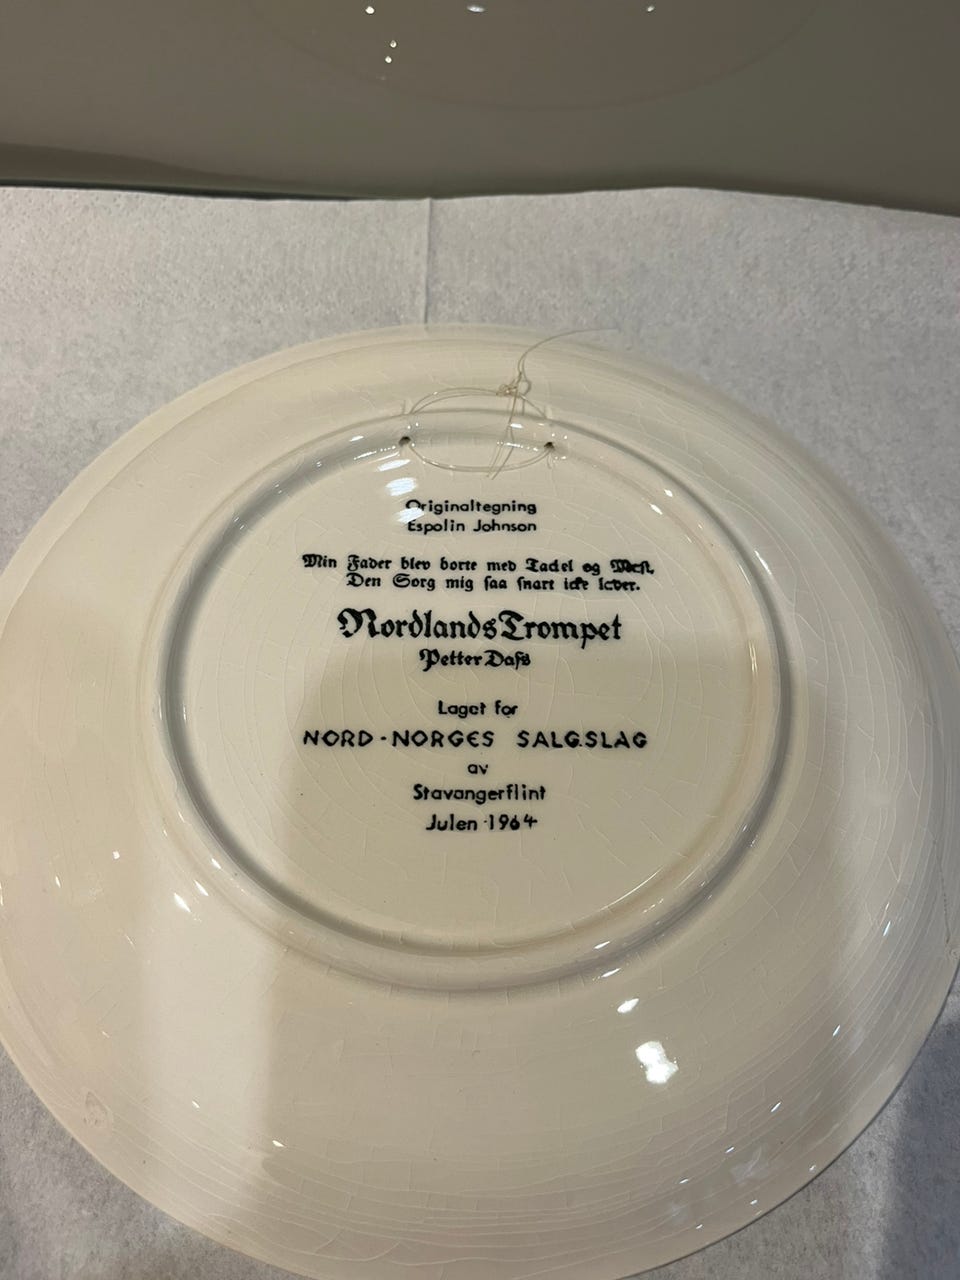 Originaltegning
Espolin Johnson
Min Fader blev borte med Tadel og Mest,
Den Sorg mig saa snart icke lader.
NordlandsTrompet
Petter Dass
Laget for
NORD-NORGES SALGSLAG
av
Stavangerflint
Julen 1964